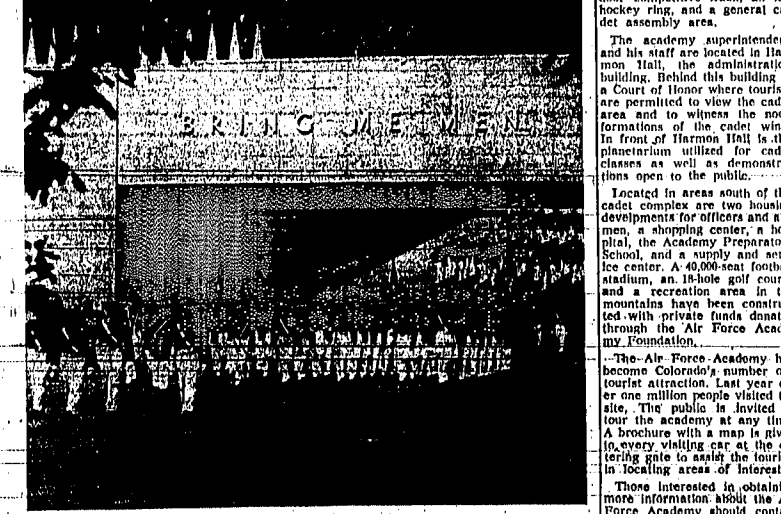 BRING ME MEN
hockey ring, and a general ca
det assembly area.
The academy superintende
and his staff are located in Ha
mon Hall, the administratio
building. Behind this building
a Court of Honor where touris
are permitted to view the cade
area and to witness the noo
formations of the cadet win
In front of Harmon Hall is th
planetarium utilized for cad
classes as well as demonstr
tions open to the public.
Located in areas south of th
cadet complex are two housi
develpments for officers and a
men, a shopping center, a ho
pital, the Academy Preparato
School, and a supply and ser
ice center. A 40,000-seat footb
stadium, an 18-hole golf cour
and a recreation area in t
mountains have been constru
ted with private funds donat
through the Air Force Acad
my Foundation.
The Air Force Academy h
become Colorado's number o
tourist attraction. Last year o
er one million people visited t
site. The public is invited
tour the academy at any tim
A brochure with a map is giv
to every visiting car at the e
tering gate to assist the touri
in locating areas of interest
Those interested in obtaini
more information about the A
Force Academy should conta